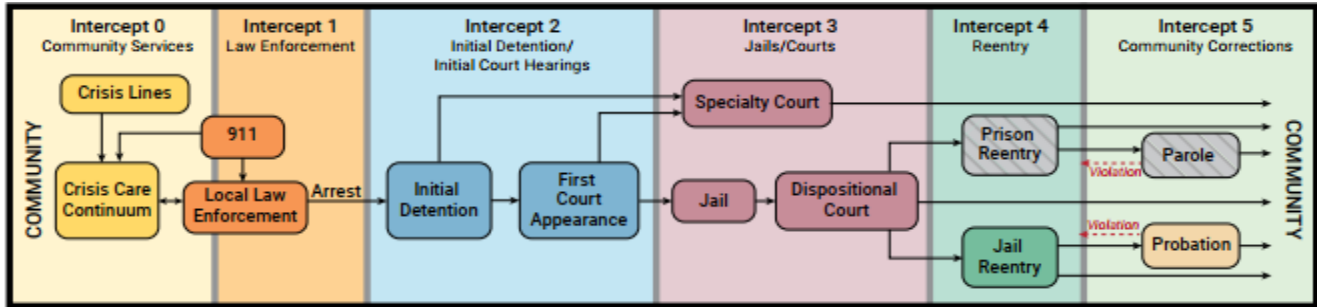 Intercept 0
Community Services
Intercept 1
Law Enforcement
Intercept 2
Initial Detention/
Initial Court Hearings
Intercept 3
Jails/Courts
Intercept 4
Reentry
Intercept 5
Community Corrections
COMMUNITY
Crisis Lines
911
Crisis Care
Continuum
Local Law
Enforcement
Arrest
Initial
Detention
First
Court
Appearance
Specialty Court
Jail
Dispositional
Court
Prison
Reentry
Violation
Parole
Jail
Reentry
Violation
Probation
COMMUNITY